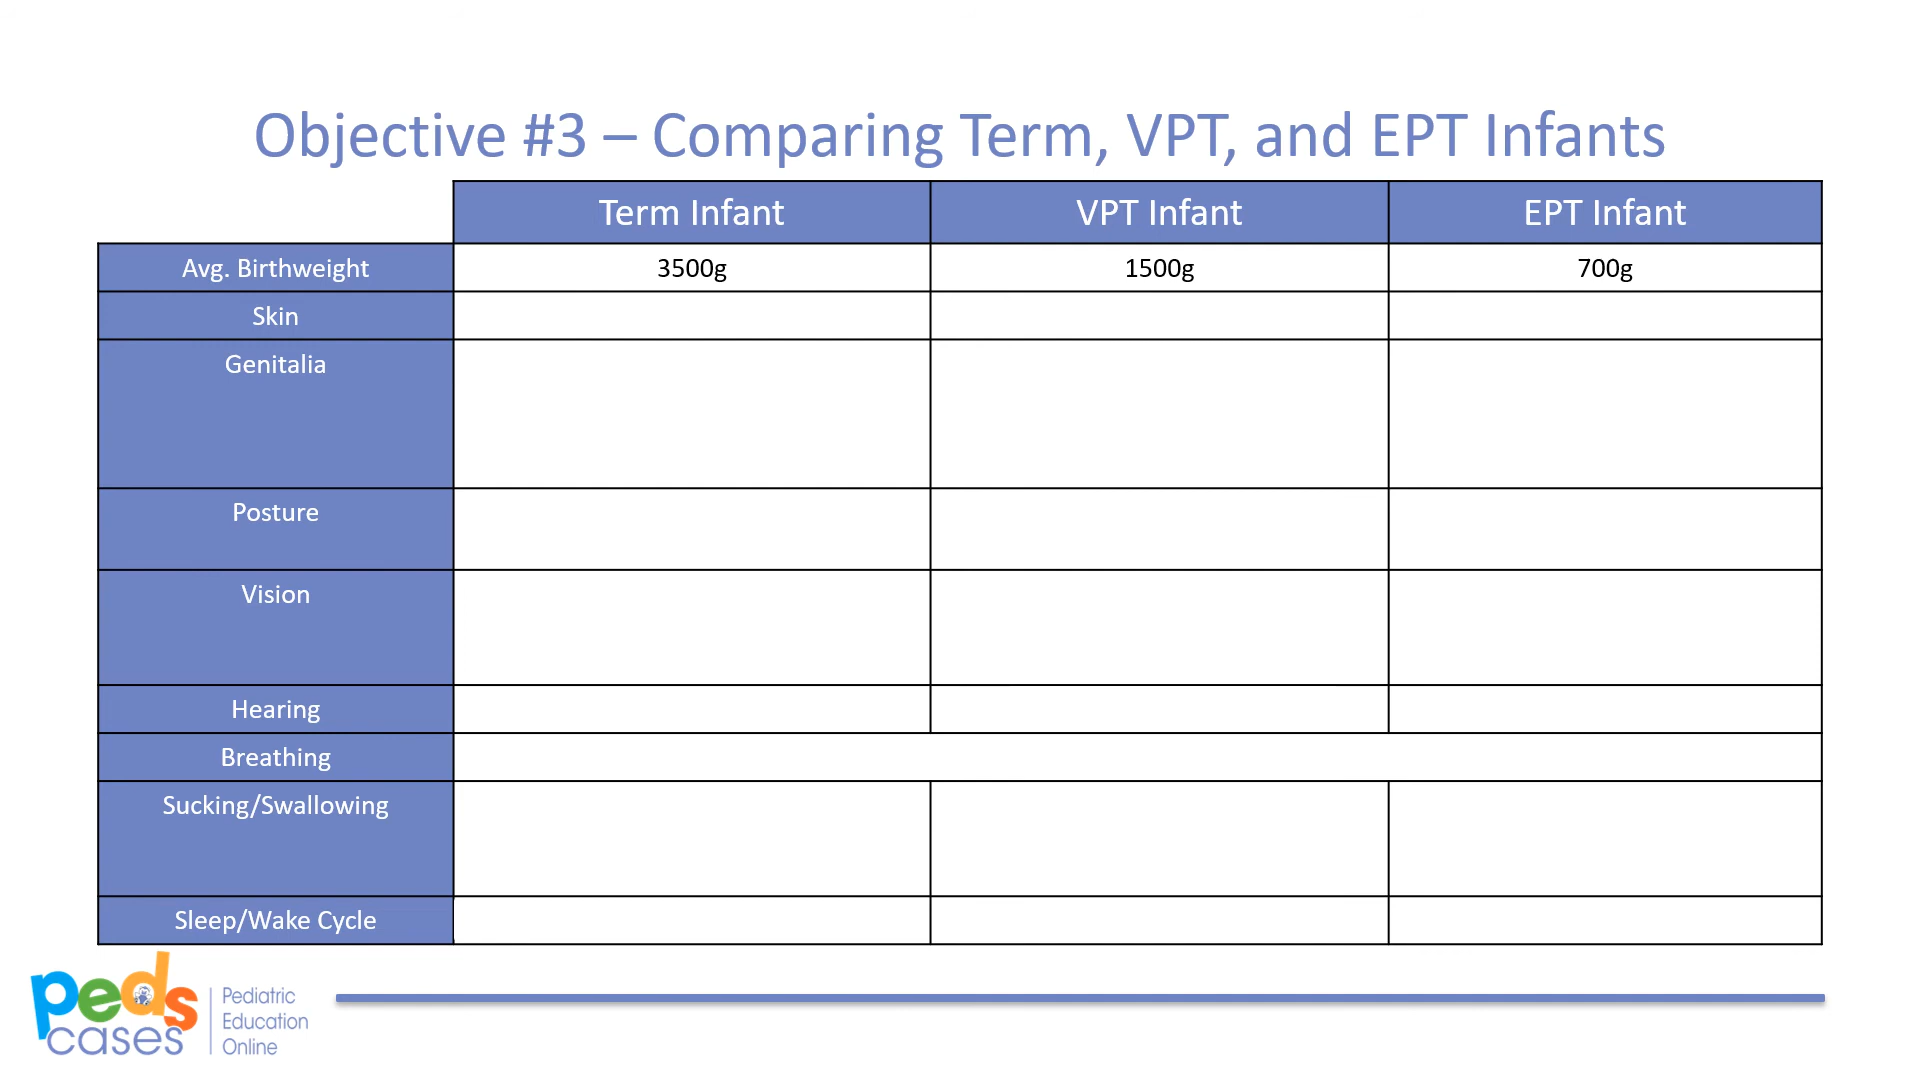 Objective #3 – Comparing Term, VPT, and EPT Infants
Term Infant VPT Infant EPT Infant
Avg. Birthweight 3500g 1500g 700g
Skin
Genitalia
Posture
Vision
Hearing
Breathing
Sucking/Swallowing
Sleep/Wake Cycle
peds
cases
Pediatric
Education
Online